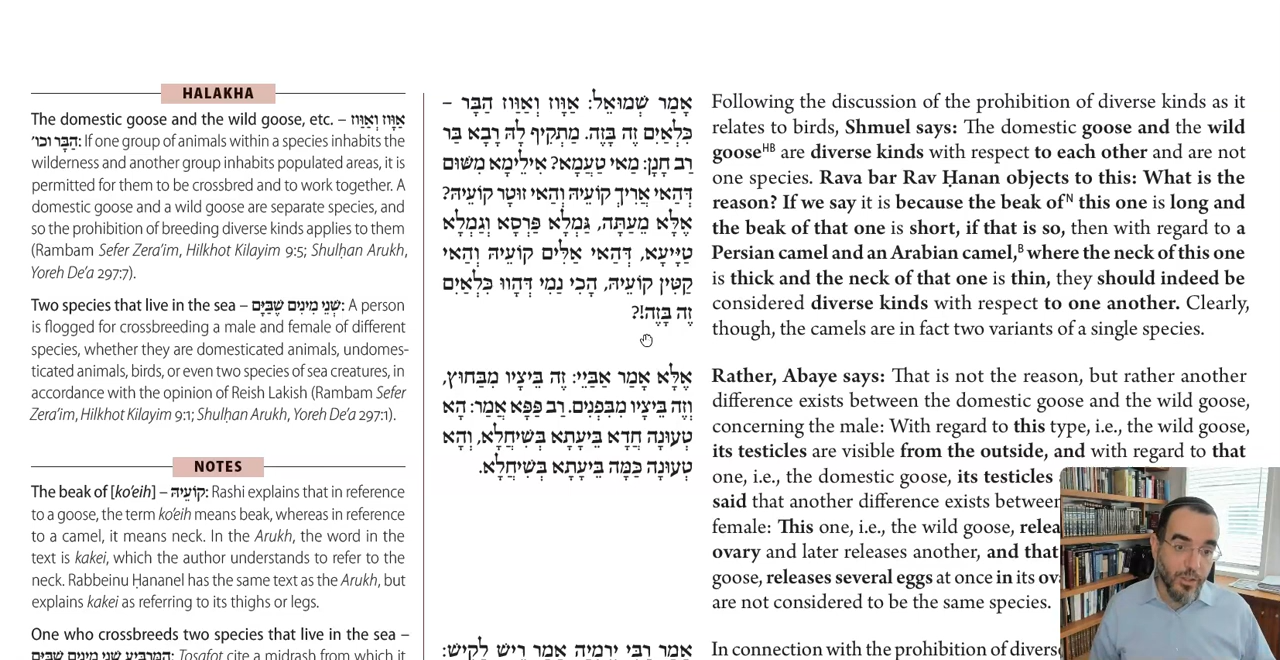 HALAKHA
The domestic goose and the wild goose, etc. – אַוָּוז וְאַוַּוז
הַבָּר וכו׳: If one group of animals within a species inhabits the
wilderness and another group inhabits populated areas, it is
permitted for them to be crossbred and to work together. A
domestic goose and a wild goose are separate species, and
so the prohibition of breeding diverse kinds applies to them
(Rambam Sefer Zera'im, Hilkhot Kilayim 9:5; Shulḥan Arukh,
Yoreh De'a 297:7).
Two species that live in the sea – שְׁנֵי מִינִים שֶׁבַּיָּם: A person
is flogged for crossbreeding a male and female of different
species, whether they are domesticated animals, undomes-
ticated animals, birds, or even two species of sea creatures, in
accordance with the opinion of Reish Lakish (Rambam Sefer
Zera'im, Hilkhot Kilayim 9:1; Shulḥan Arukh, Yoreh De'a 297:1).
NOTES
The beak of [ko'eih] – קוֹעֵיהּ: Rashi explains that in reference
to a goose, the term ko'eih means beak, whereas in reference
to a camel, it means neck. In the Arukh, the word in the
text is kakei, which the author understands to refer to the
neck. Rabbeinu Ḥananel has the same text as the Arukh, but
explains kakei as referring to its thighs or legs.
One who crossbreeds two species that live in the sea –
הַמַּרְבִּיעַ שְׁנֵי מִינִים שֶׁבַּיָּם: Tosafot cite a midrash from which it
אָמַר שְׁמוּאֵל: אַוָּוז וְאַוַּוז הַבָּר –
כִּלְאַיִם זֶה בָּזֶה. מַתְקֵיף לַהּ רָבָא בַּר
רַב חָנָן: מַאי טַעְמָא? אִילֵימָא מִשּׁוּם
דְּהַאי אֲרִיךְ קוֹעֵיהּ וְהַאי זוּטַר קוֹעֵיהּ?
אֶלָּא מֵעַתָּה, גַּמְלָא פַּרְסָא וְגַמְלָא
טַיָּיעָא, דְּהַאי אַלִּים קוֹעֵיהּ וְהַאי
קַטִּין קוֹעֵיהּ, הָכִי נַמִי דְּהָווּ כִּלְאַיִם
זֶה בָּזֶה!?
אֶלָּא אָמַר אַבַּיֵי: זֶה בֵּיצָיו מִבַּחוּץ,
וְזֶה בֵּיצָיו מִבִּפְנִים. רַב פַּפָּא אֲמַר: הָא
טְעוּנָה חֲדָא בֵּיעֲתָא בְּשִׁיחְלָא, וְהָא
טְעוּנָה כַּמָּה בֵּיעֲתָא בְּשִׁיחְלָא.
אָמַר רַבִּי יִרְמְיָה אָמַר רֵישׁ לָקִישׁ:
Following the discussion of the prohibition of diverse kinds as it
relates to birds, Shmuel says: The domestic goose and the wild
goose^HB are diverse kinds with respect to each other and are not
one species. Rava bar Rav Ḥanan objects to this: What is the
reason? If we say it is because the beak of^N this one is long and
the beak of that one is short, if that is so, then with regard to a
Persian camel and an Arabian camel,^B where the neck of this one
is thick and the neck of that one is thin, they should indeed be
considered diverse kinds with respect to one another. Clearly,
though, the camels are in fact two variants of a single species.
Rather, Abaye says: That is not the reason, but rather another
difference exists between the domestic goose and the wild goose,
concerning the male: With regard to this type, i.e., the wild goose,
its testicles are visible from the outside, and with regard to that
one, i.e., the domestic goose, its testicles
said that another difference exists between
female: This one, i.e., the wild goose,
ovary and later releases another, and that
goose, releases several eggs at once in its
are not considered to be the same species.
In connection with the prohibition of